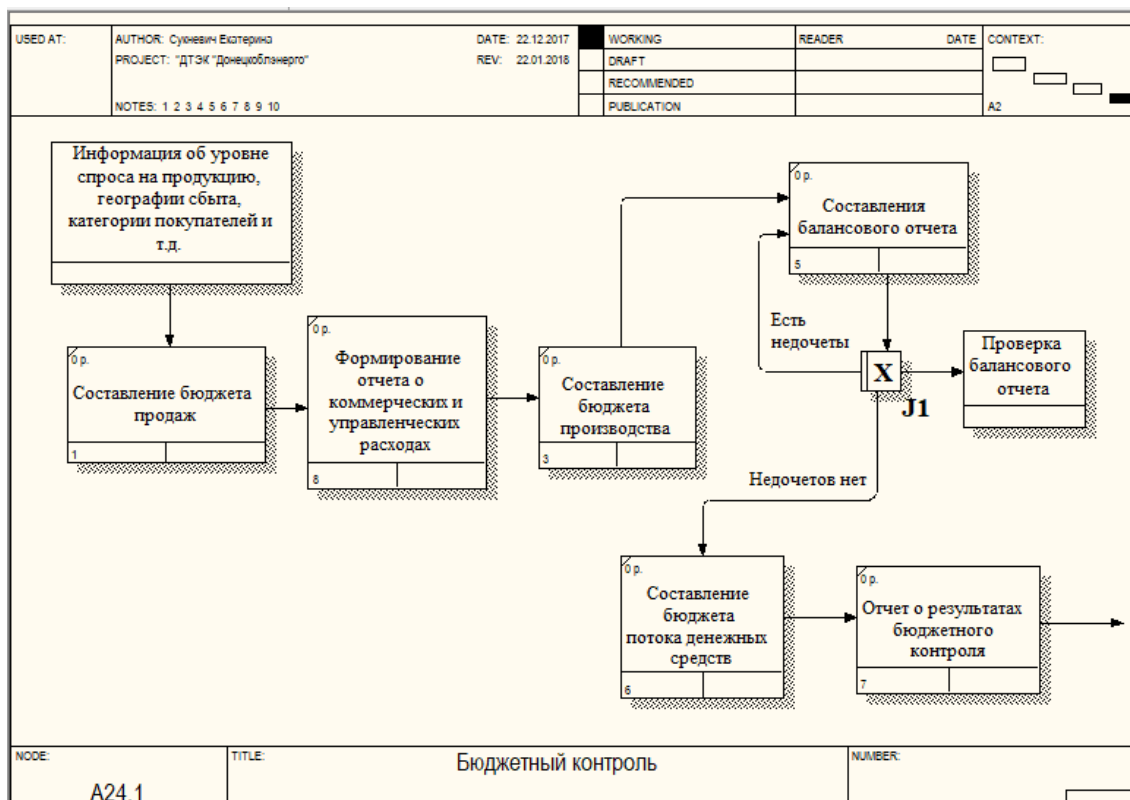 USED AT:
AUTHOR: Сукневич Екатерина
DATE: 22.12.2017
PROJECT: "ДТЭК "Донецкоблэнерго"
REV: 22.01.2018
NOTES: 1 2 3 4 5 6 7 8 9 10
WORKING
DRAFT
RECOMMENDED
PUBLICATION
READER
DATE
CONTEXT:
A2
Информация об уровне
спроса на продукцию,
географии сбыта,
категории покупателей и
т.д.
0 р.
Составление бюджета
продаж
1
0 р.
Формирование
отчета о
коммерческих и
управленческих
расходах
8
0 р.
Составление
бюджета
производства
3
0 р.
Составления
балансового отчета
5
Есть
недочеты
X
J1
Проверка
балансового
отчета
Недочетов нет
0 р.
Составление
бюджета
потока денежных
средств
6
0 р.
Отчет о результатах
бюджетного
контроля
7
NODE:
A24.1
TITLE:
Бюджетный контроль
NUMBER: